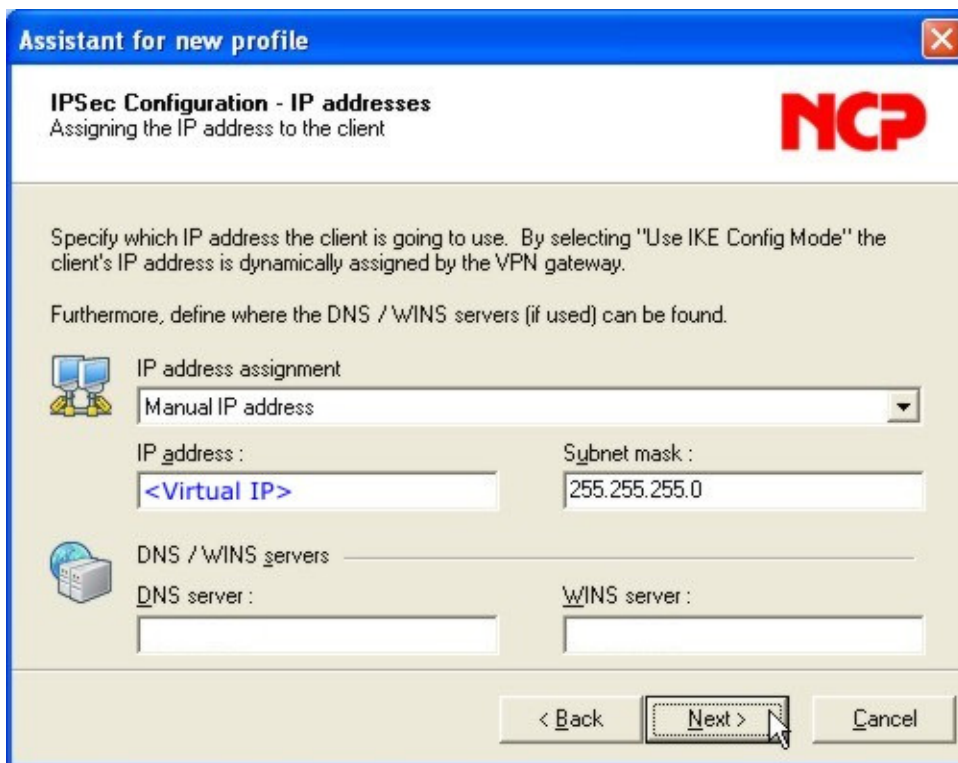 Assistant for new profile
IPSec Configuration - IP addresses
Assigning the IP address to the client
NCP
Specify which IP address the client is going to use. By selecting "Use IKE Config Mode" the
client's IP address is dynamically assigned by the VPN gateway.
Furthermore, define where the DNS / WINS servers (if used) can be found.
IP address assignment
Manual IP address
IP address :
Subnet mask :
<Virtual IP>
255.255.255.0
DNS / WINS servers
DNS server :
WINS server :
< Back
Next >
Cancel